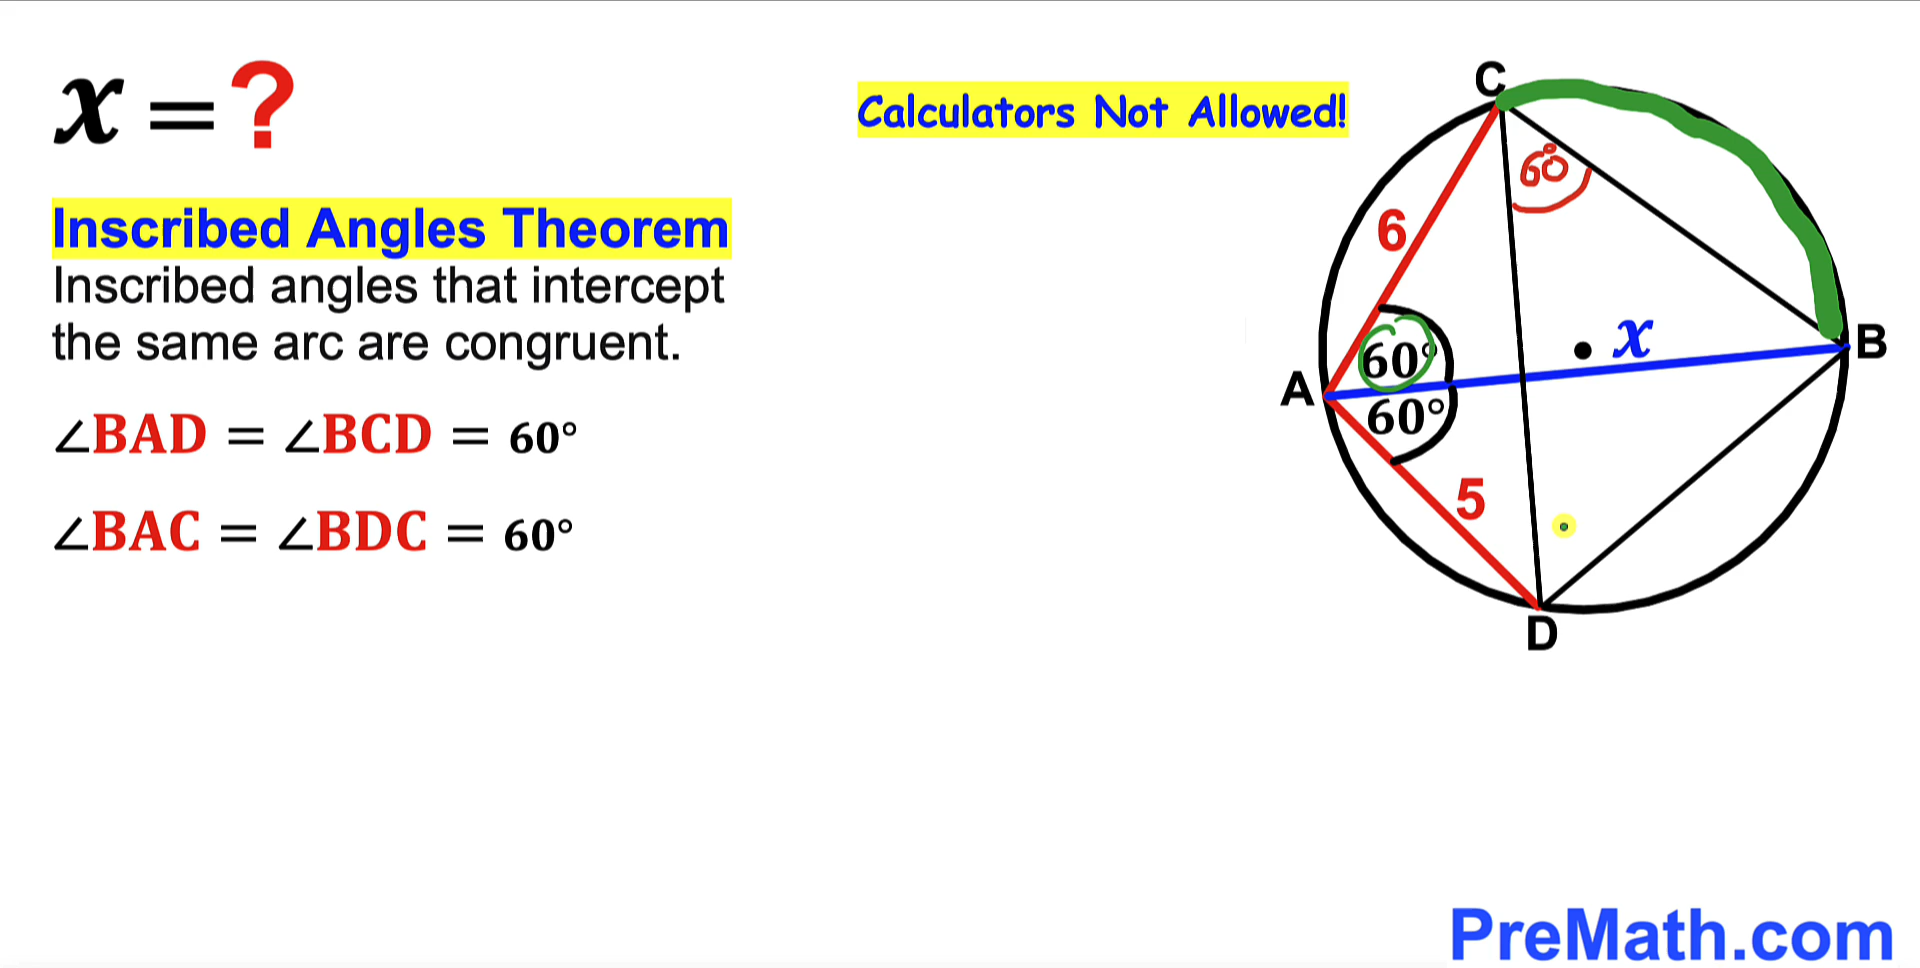 x = ?
Calculators Not Allowed!
Inscribed Angles Theorem
Inscribed angles that intercept
the same arc are congruent.
∠BAD = ∠BCD = 60°
∠BAC = ∠BDC = 60°
C
60°
6
60°
x
B
A
60°
5
D
PreMath.com